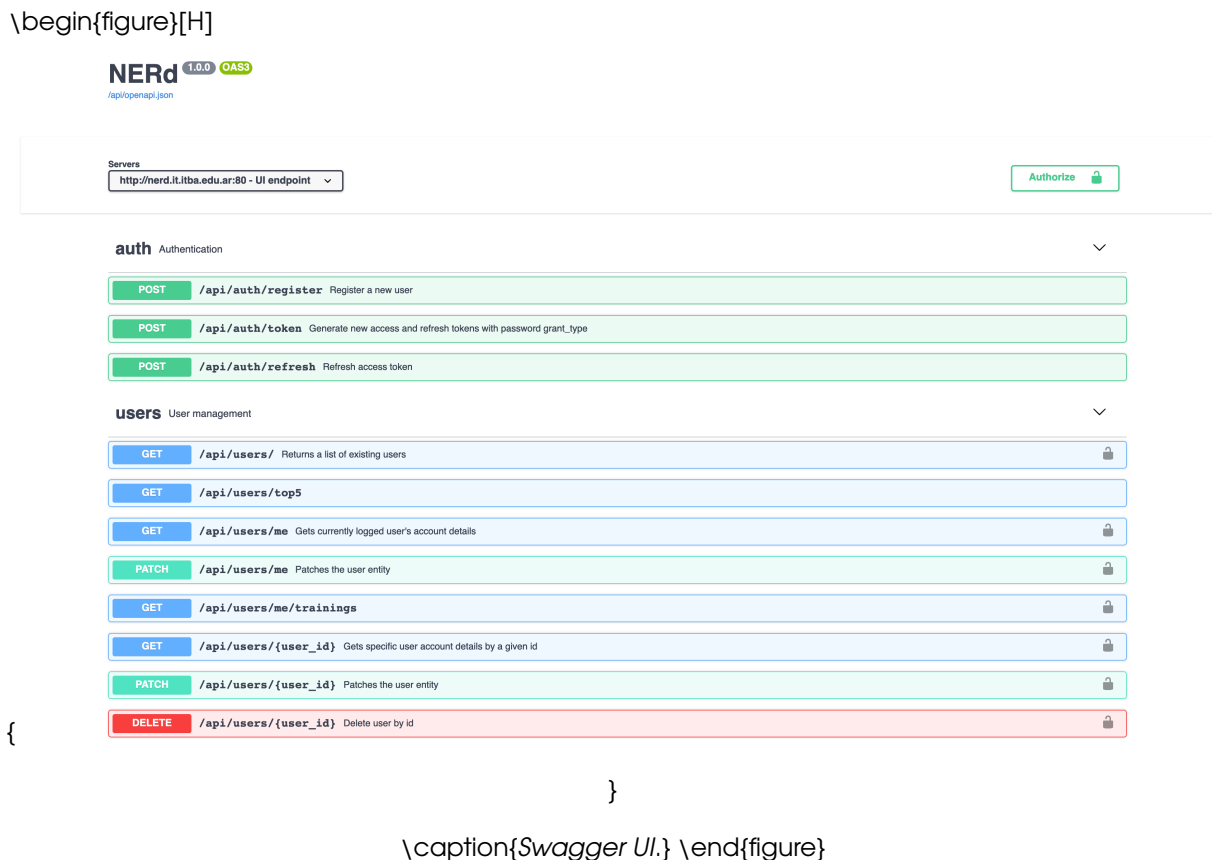 \begin{figure}[H]
NERd 1.0.0 OAS3
/api/openapi.json
Servers
http://nerd.it.itba.edu.ar:80 - UI endpoint
Authorize
auth Authentication
POST /api/auth/register Register a new user
POST /api/auth/token Generate new access and refresh tokens with password grant_type
POST /api/auth/refresh Refresh access token
users User management
GET /api/users/ Returns a list of existing users
GET /api/users/top5
GET /api/users/me Gets currently logged user's account details
PATCH /api/users/me Patches the user entity
GET /api/users/me/trainings
GET /api/users/{user_id} Gets specific user account details by a given id
PATCH /api/users/{user_id} Patches the user entity
DELETE /api/users/{user_id} Delete user by id
{
}
\caption{Swagger UI.} \end{figure}